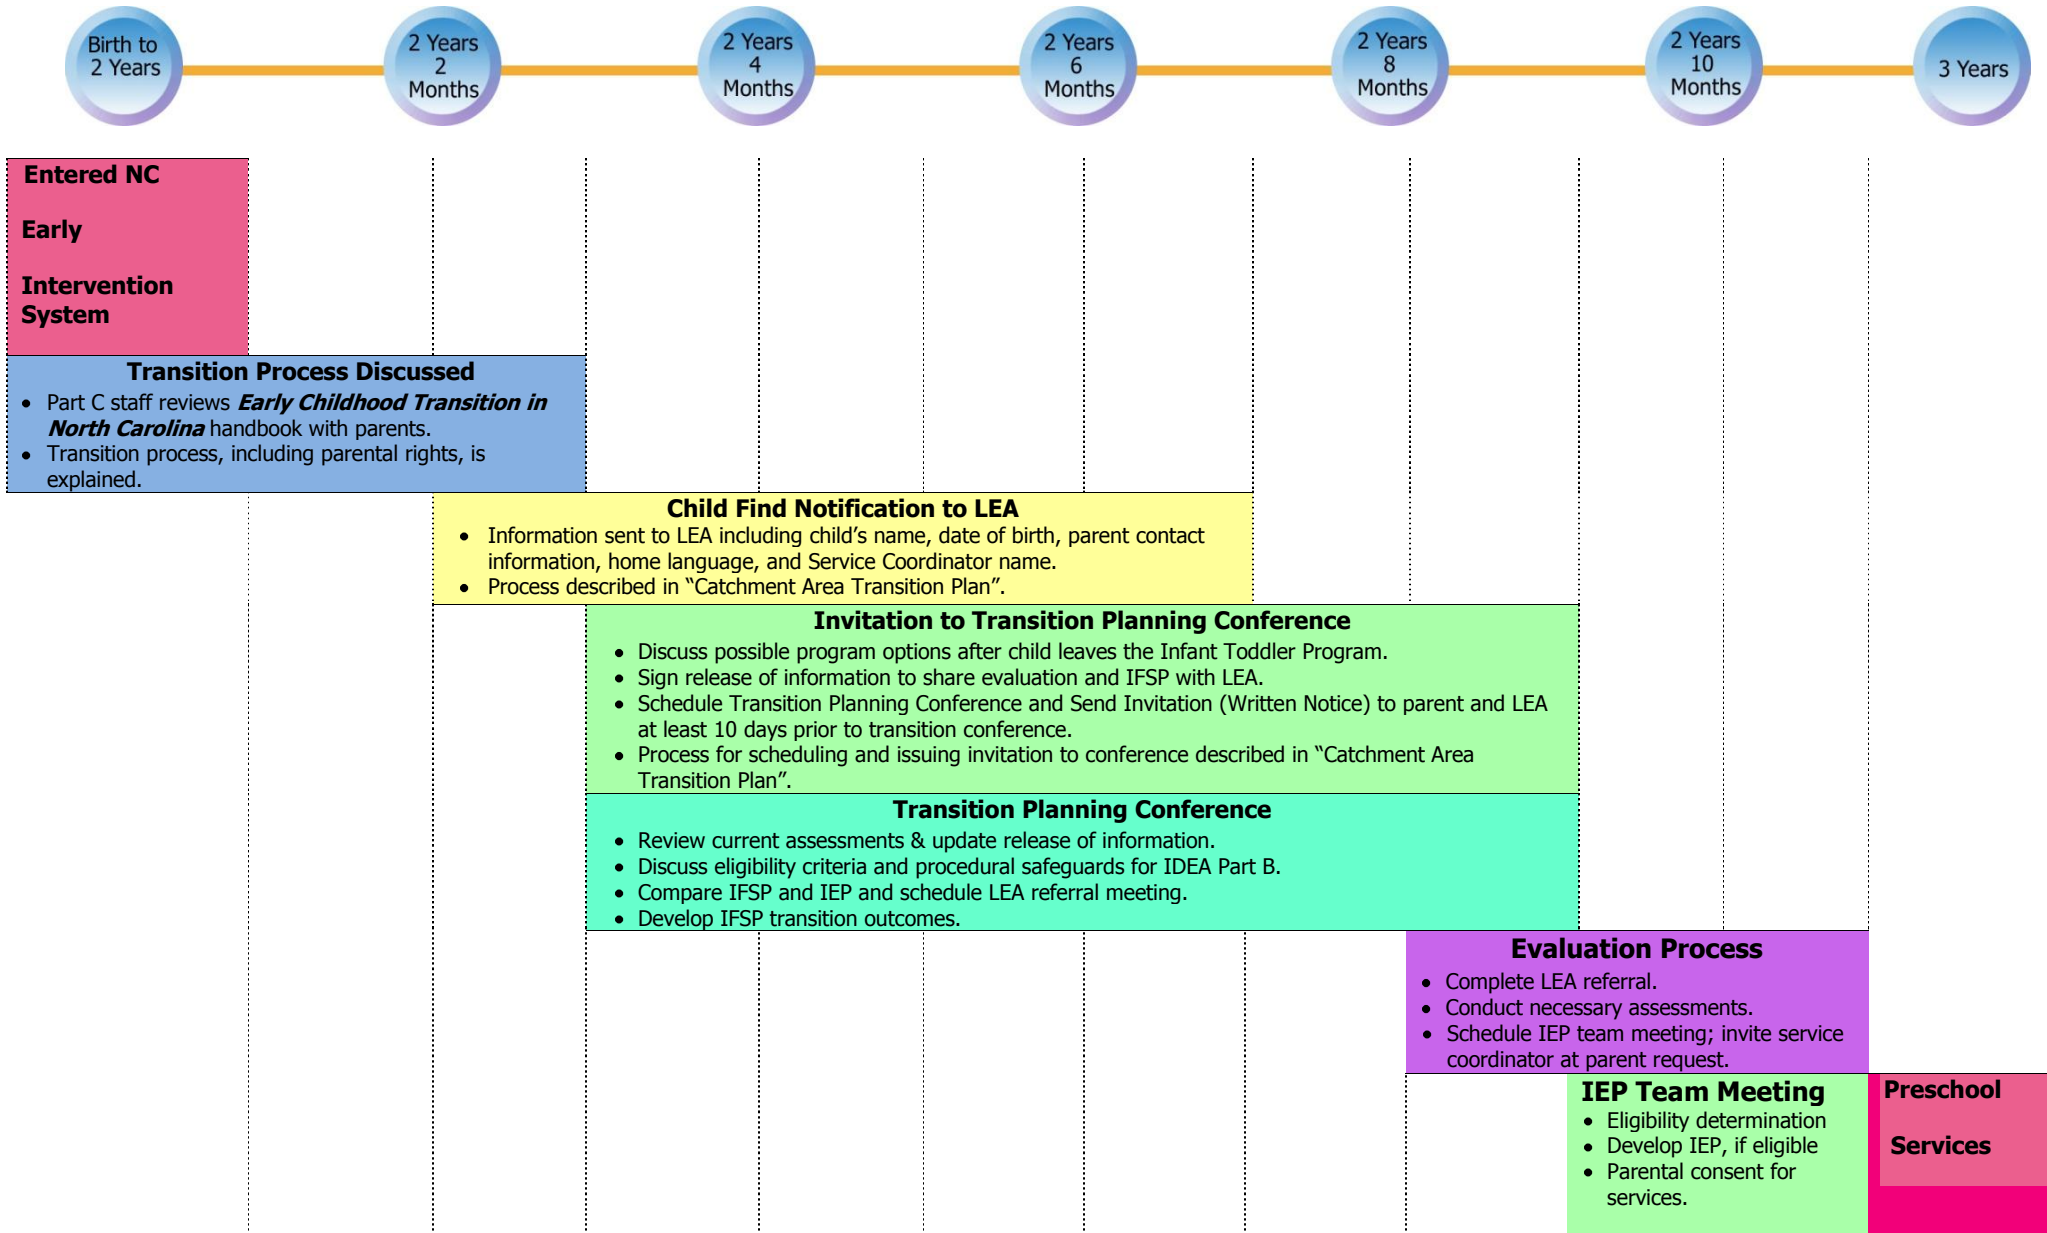 Birth to
2 Years
2 Years
2
Months
2 Years
4
Months
2 Years
6
Months
2 Years
8
Months
2 Years
10
Months
3 Years
Entered NC
Early
Intervention
System
Transition Process Discussed
• Part C staff reviews Early Childhood Transition in
North Carolina handbook with parents.
• Transition process, including parental rights, is
explained.
Child Find Notification to LEA
• Information sent to LEA including child’s name, date of birth, parent contact
information, home language, and Service Coordinator name.
• Process described in “Catchment Area Transition Plan”.
Invitation to Transition Planning Conference
• Discuss possible program options after child leaves the Infant Toddler Program.
• Sign release of information to share evaluation and IFSP with LEA.
• Schedule Transition Planning Conference and Send Invitation (Written Notice) to parent and LEA
at least 10 days prior to transition conference.
• Process for scheduling and issuing invitation to conference described in “Catchment Area
Transition Plan”.
Transition Planning Conference
• Review current assessments & update release of information.
• Discuss eligibility criteria and procedural safeguards for IDEA Part B.
• Compare IFSP and IEP and schedule LEA referral meeting.
• Develop IFSP transition outcomes.
Evaluation Process
• Complete LEA referral.
• Conduct necessary assessments.
• Schedule IEP team meeting; invite service
coordinator at parent request.
IEP Team Meeting
• Eligibility determination
• Develop IEP, if eligible
• Parental consent for
services.
Preschool
Services